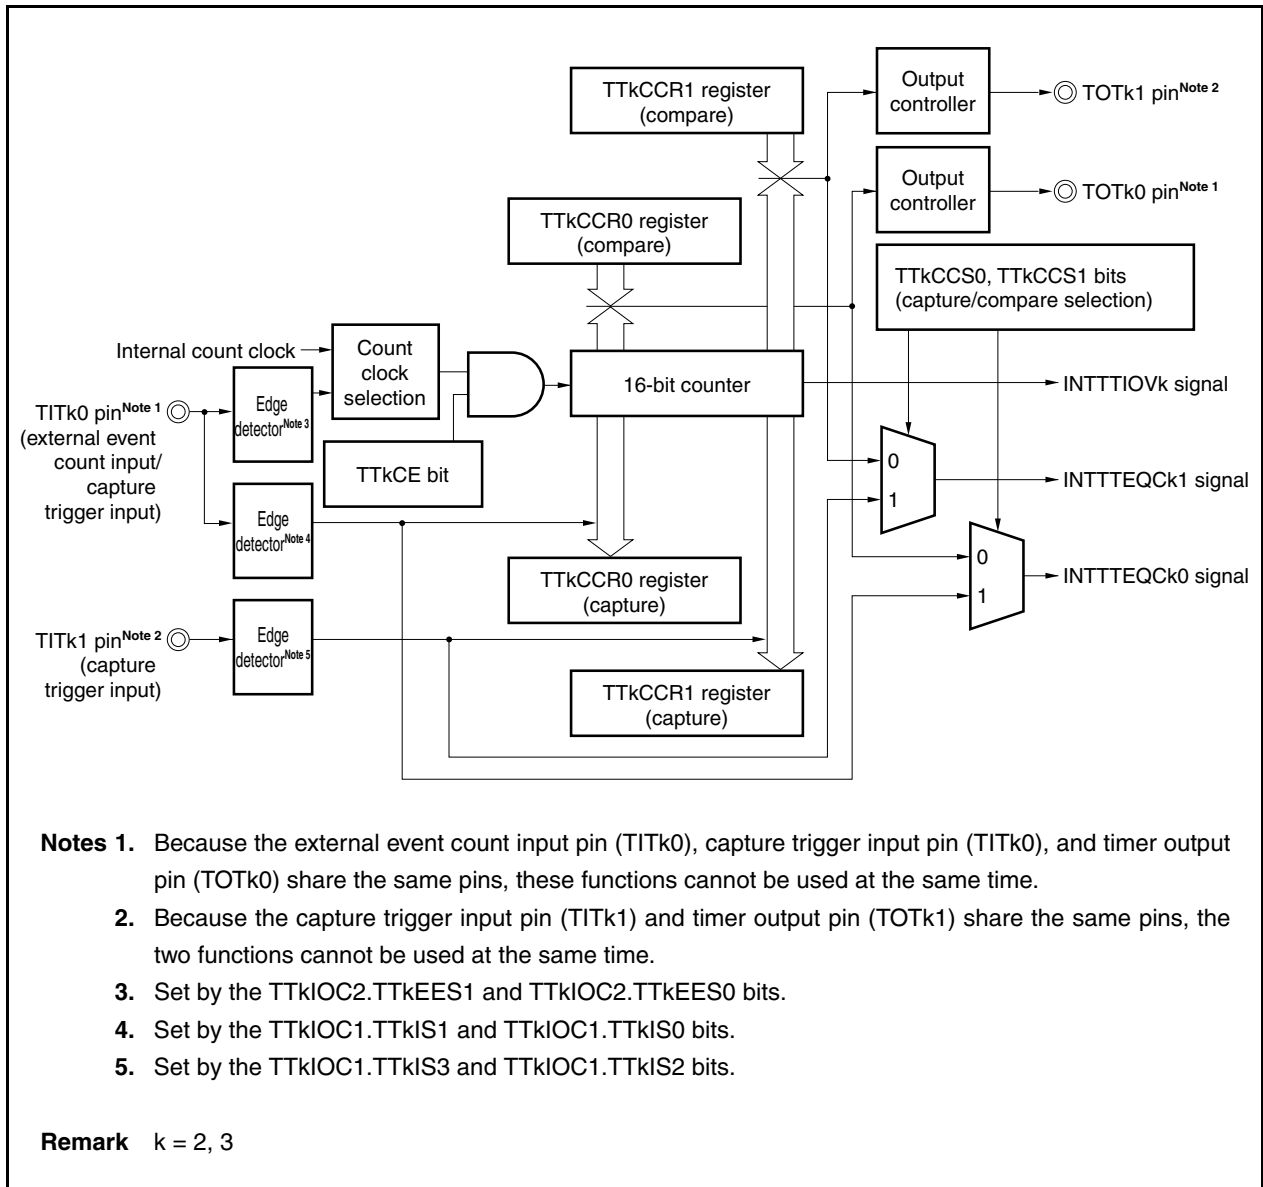 TTkCCR1 register
(compare)
Output
controller
TOTk1 pinNote 2
Output
controller
TOTk0 pinNote 1
TTkCCR0 register
(compare)
TTkCCS0, TTkCCS1 bits
(capture/compare selection)
Internal count clock
Count
clock
selection
16-bit counter
INTTTIOVk signal
TITk0 pinNote 1
(external event
count input/
capture
trigger input)
Edge
detectorNote 3
TTkCE bit
0
1
INTTTEQCk1 signal
Edge
detectorNote 4
TTkCCR0 register
(capture)
0
1
INTTTEQCk0 signal
TITk1 pinNote 2
(capture
trigger input)
Edge
detectorNote 5
TTkCCR1 register
(capture)
Notes 1. Because the external event count input pin (TITk0), capture trigger input pin (TITk0), and timer output
pin (TOTk0) share the same pins, these functions cannot be used at the same time.
2. Because the capture trigger input pin (TITk1) and timer output pin (TOTk1) share the same pins, the
two functions cannot be used at the same time.
3. Set by the TTkIOC2.TTkEES1 and TTkIOC2.TTkEES0 bits.
4. Set by the TTkIOC1.TTkIS1 and TTkIOC1.TTkIS0 bits.
5. Set by the TTkIOC1.TTkIS3 and TTkIOC1.TTkIS2 bits.
Remark k = 2, 3